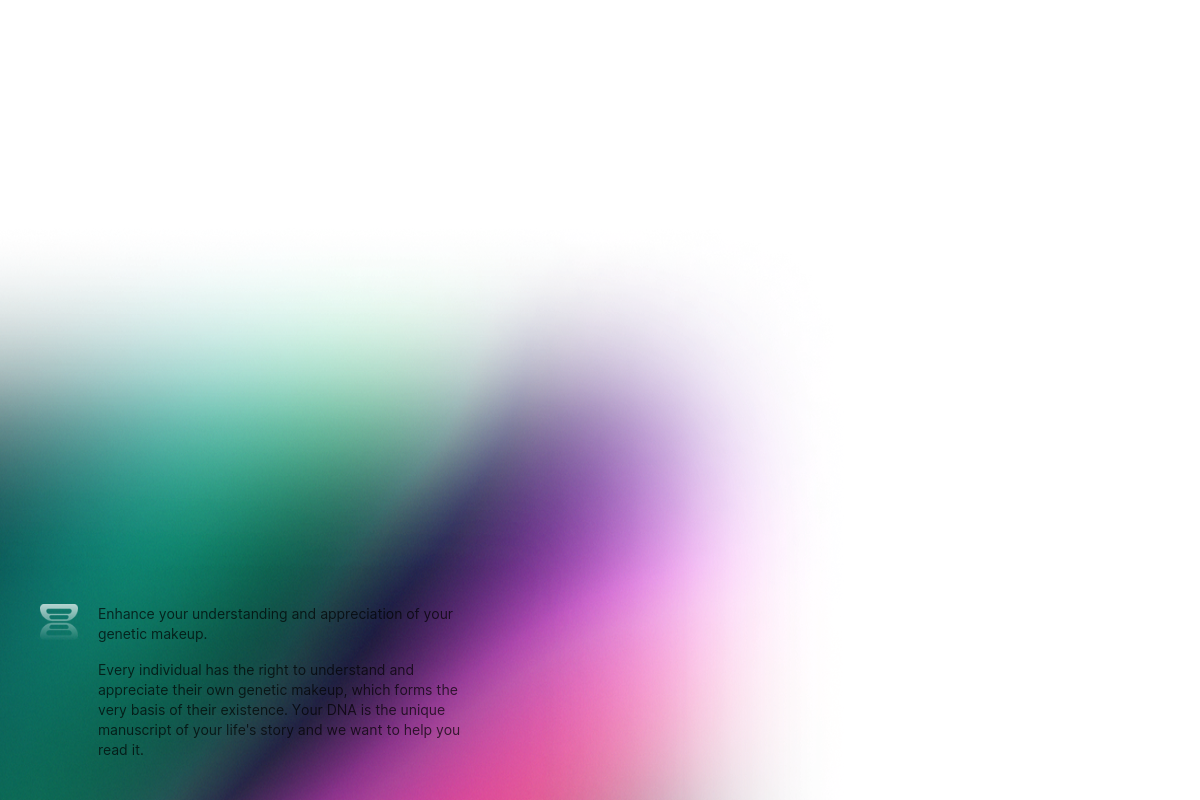 Enhance your understanding and appreciation of your
genetic makeup.
Every individual has the right to understand and
appreciate their own genetic makeup, which forms the
very basis of their existence. Your DNA is the unique
manuscript of your life's story and we want to help you
read it.